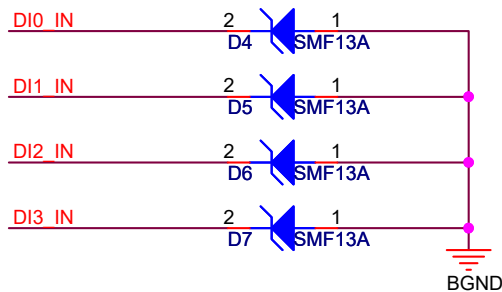 DI0_IN 2 1
D4 SMF13A
DI1_IN 2 1
D5 SMF13A
DI2_IN 2 1
D6 SMF13A
DI3_IN 2 1
D7 SMF13A
BGND